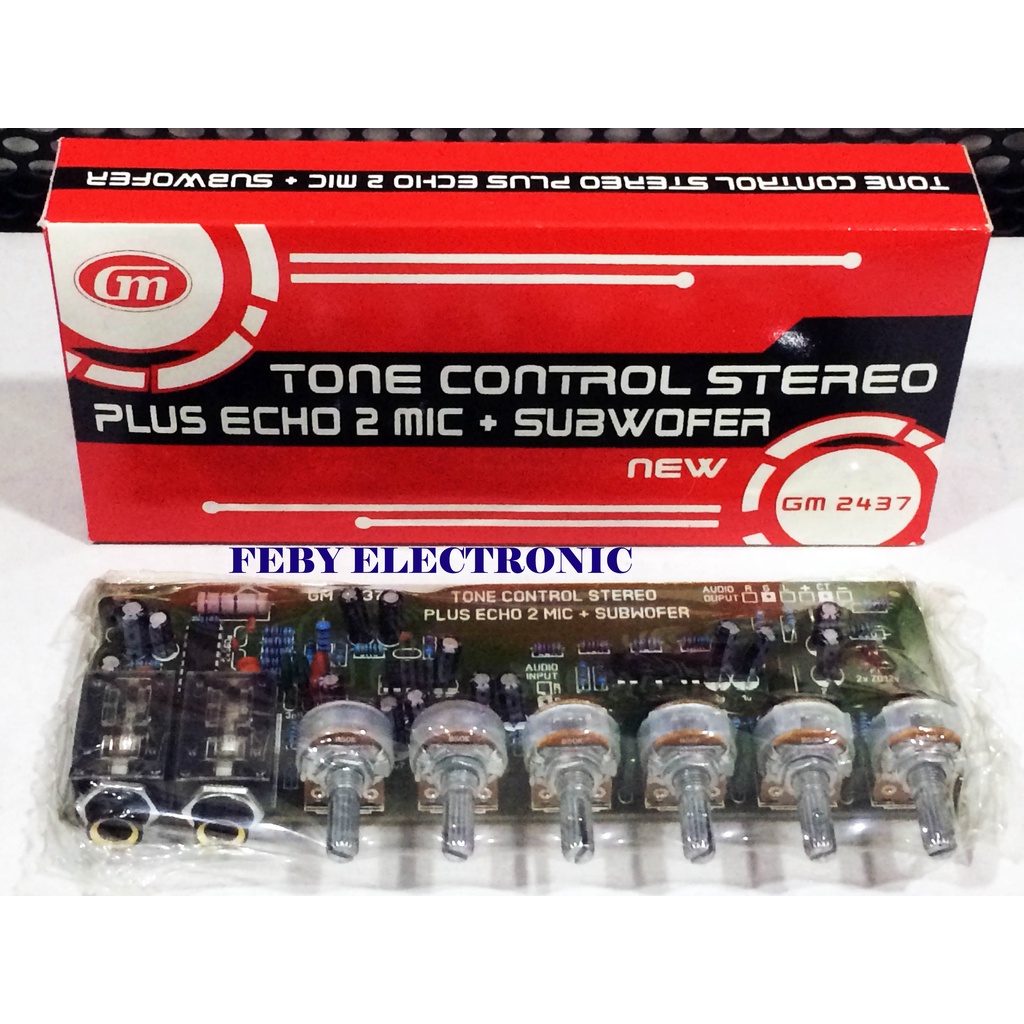 TONE CONTROL STEREO PLUS ECHO 2 MIC + SUBWOFER
Gm
TONE CONTROL STEREO
PLUS ECHO 2 MIC + SUBWOFER
NEW
GM 2437
FEBY ELECTRONIC
TONE CONTROL STEREO
PLUS ECHO 2 MIC + SUBWOFER
AUDIO R G L + CT -
OUPUT
AUDIO
INPUT